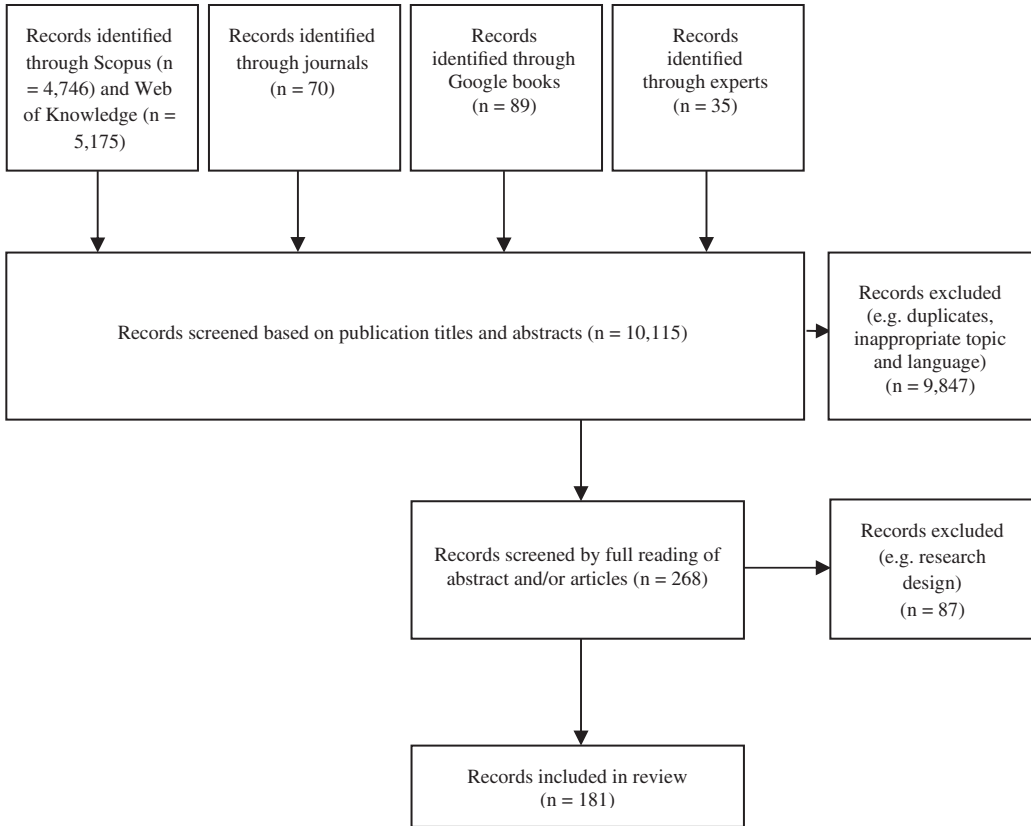 Records identified
through Scopus (n
= 4,746) and Web
of Knowledge (n =
5,175)
Records identified
through journals
(n = 70)
Records
identified through
Google books
(n = 89)
Records
identified
through experts
(n = 35)
Records screened based on publication titles and abstracts (n = 10,115)
Records excluded
(e.g. duplicates,
inappropriate topic
and language)
(n = 9,847)
Records screened by full reading of
abstract and/or articles (n = 268)
Records excluded
(e.g. research
design)
(n = 87)
Records included in review
(n = 181)